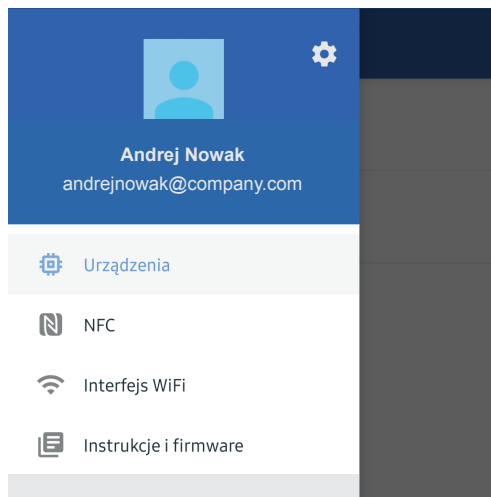 Andrej Nowak
andrejnowak@company.com
Urządzenia
NFC
Interfejs WiFi
Instrukcje i firmware